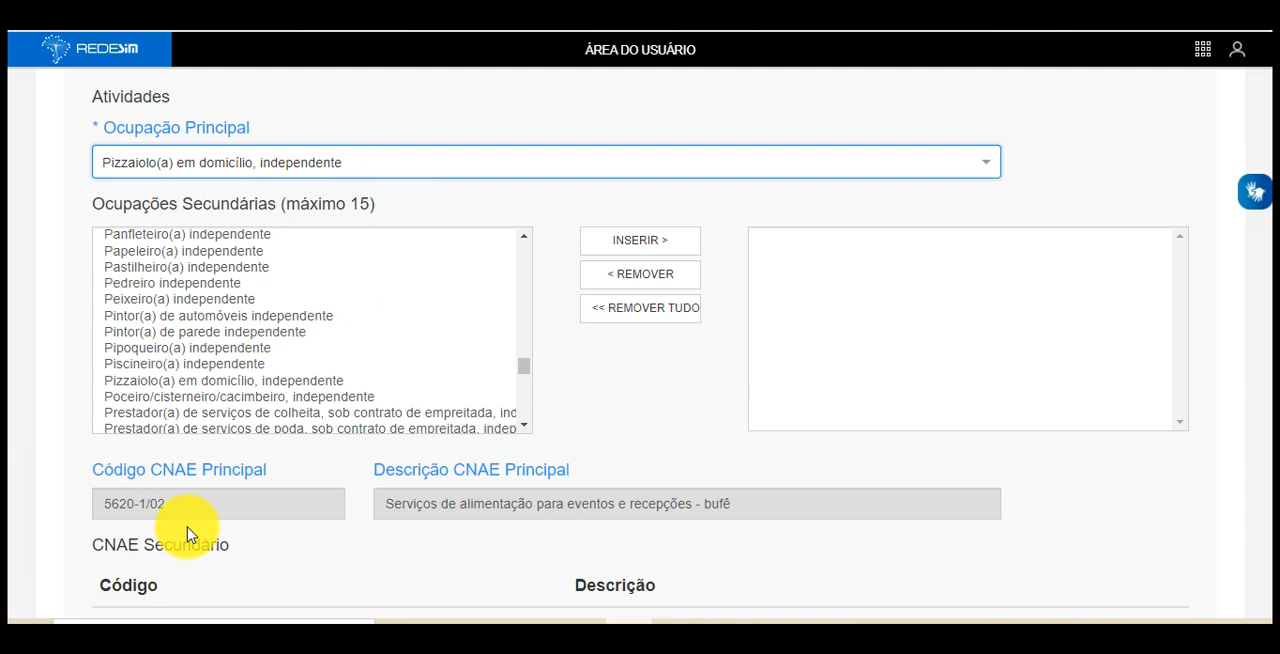 REDESIM
ÁREA DO USUÁRIO
Atividades
* Ocupação Principal
Pizzaiolo(a) em domicílio, independente
Ocupações Secundárias (máximo 15)
Panfleteiro(a) independente
Papeleiro(a) independente
Pastilheiro(a) independente
Pedreiro independente
Peixeiro(a) independente
Pintor(a) de automóveis independente
Pintor(a) de parede independente
Pipoqueiro(a) independente
Piscineiro(a) independente
Pizzaiolo(a) em domicílio, independente
Poceiro/cisterneiro/cacimbeiro, independente
Prestador(a) de serviços de colheita, sob contrato de empreitada, ind
Prestador(a) de serviços de poda, sob contrato de empreitada, indep
INSERIR >
< REMOVER
<< REMOVER TUDO
Código CNAE Principal
Descrição CNAE Principal
5620-1/02
Serviços de alimentação para eventos e recepções - bufê
CNAE Secundário
Código
Descrição